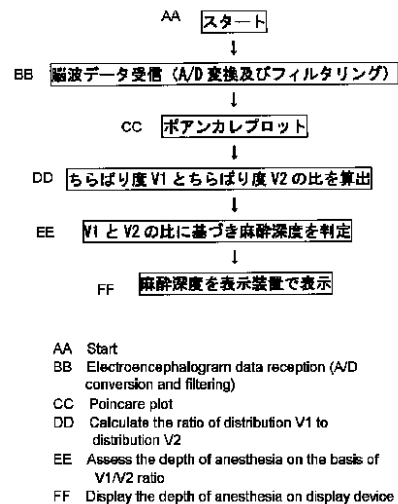 AA スタート
↓
BB 脳波データ受信（A/D変換及びフィルタリング）
↓
CC ポアンカレプロット
↓
DD ちらばり度V1とちらばり度V2の比を算出
↓
EE V1とV2の比に基づき麻酔深度を判定
↓
FF 麻酔深度を表示装置で表示
AA Start
BB Electroencephalogram data reception (A/D
conversion and filtering)
CC Poincare plot
DD Calculate the ratio of distribution V1 to
distribution V2
EE Assess the depth of anesthesia on the basis of
V1/V2 ratio
FF Display the depth of anesthesia on display device